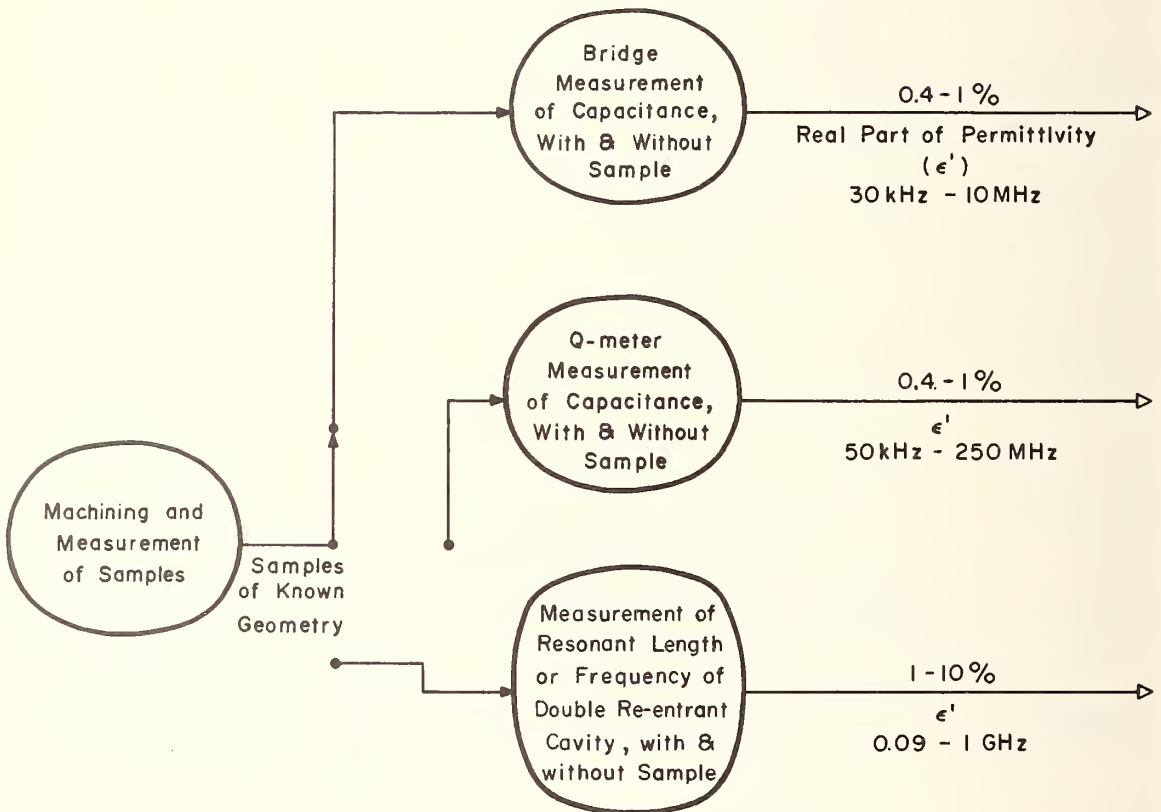 Bridge
Measurement
of Capacitance,
With & Without
Sample
0.4 - 1 %
Real Part of Permittivity
(ϵ')
30 kHz - 10 MHz
Q-meter
Measurement
of Capacitance,
With & Without
Sample
0.4. - 1 %
ϵ'
50 kHz - 250 MHz
Machining and
Measurement
of Samples
Samples
of Known
Geometry
Measurement of
Resonant Length
or Frequency of
Double Re-entrant
Cavity, with &
without Sample
1 - 10 %
ϵ'
0.09 - 1 GHz